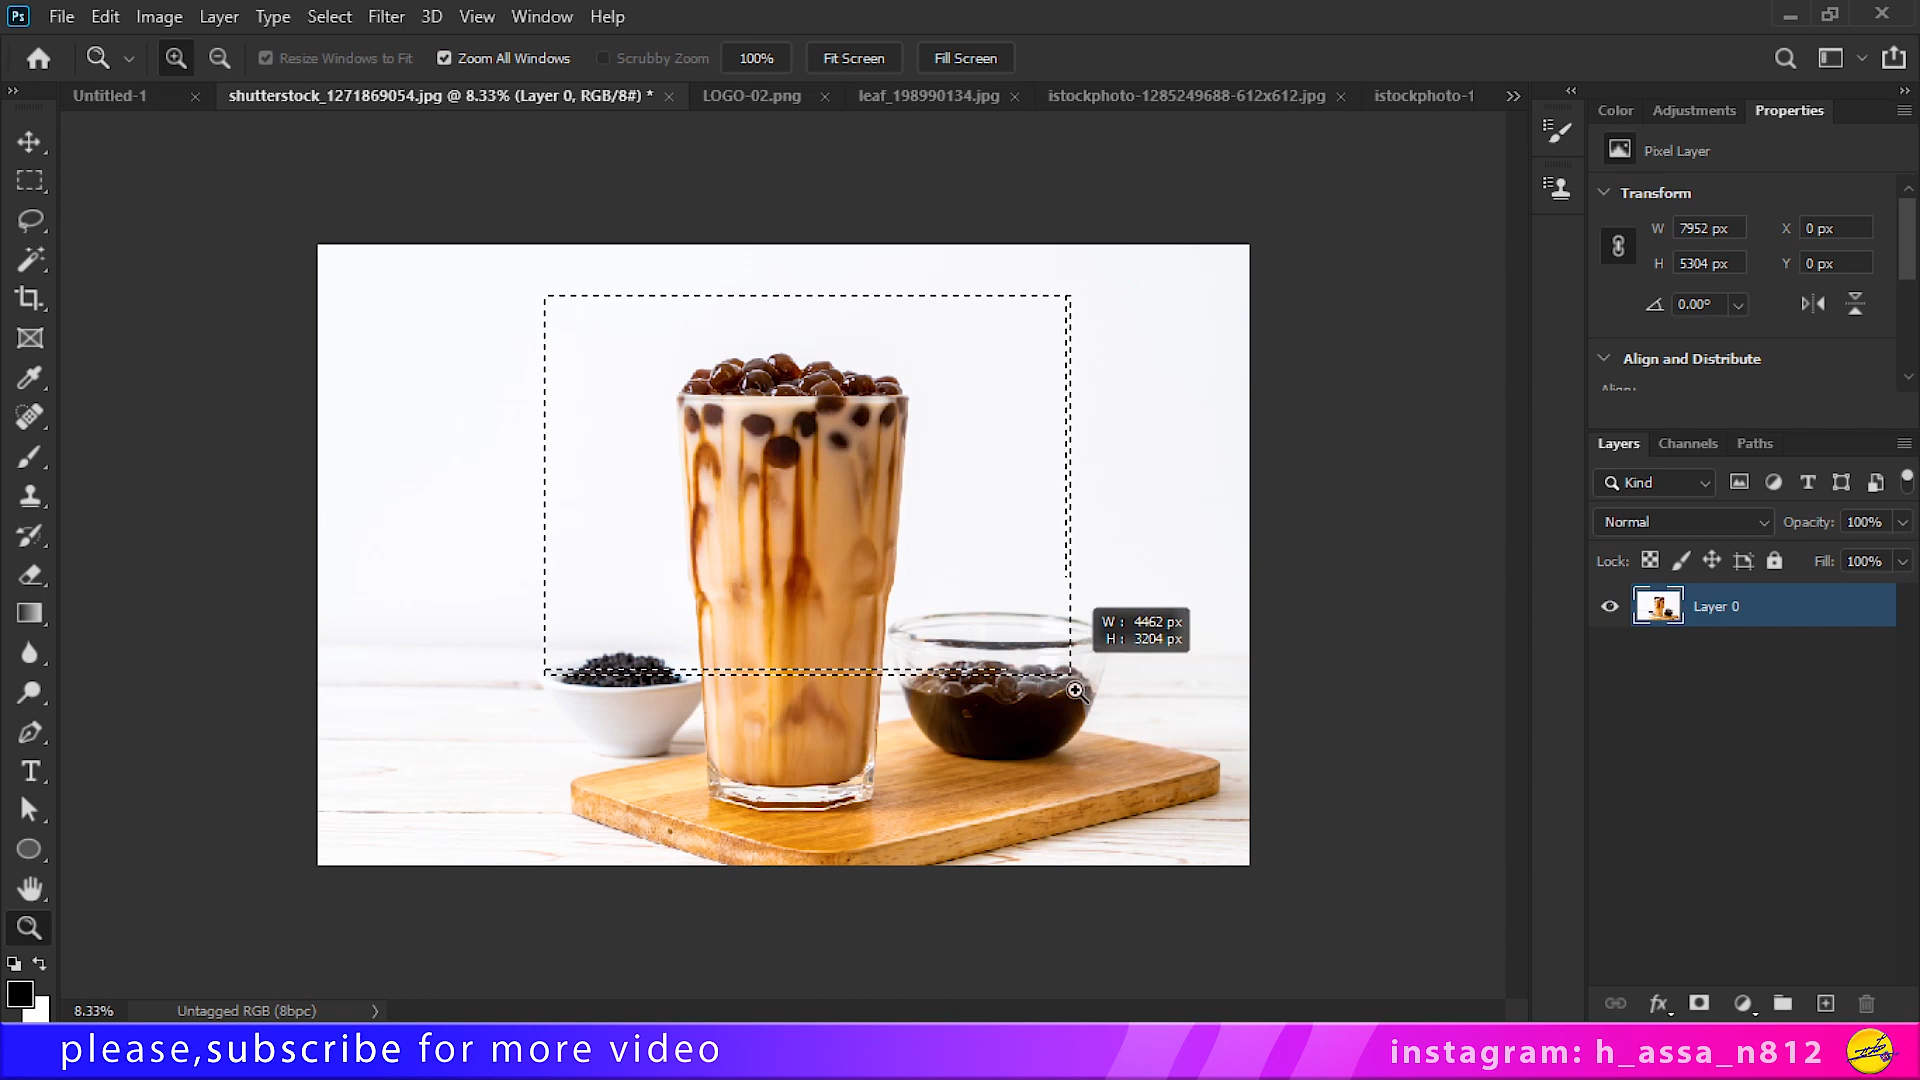 Ps File Edit Image Layer Type Select Filter 3D View Window Help
Resize Windows to Fit Zoom All Windows Scrubby Zoom 100% Fit Screen Fill Screen
Untitled-1 shutterstock_1271869054.jpg @ 8.33% (Layer 0, RGB/8#) * LOGO-02.png leaf_198990134.jpg istockphoto-1285249688-612x612.jpg istockphoto-1
Color Adjustments Properties
Pixel Layer
Transform
W 7952 px X 0 px
H 5304 px Y 0 px
0.00°
Align and Distribute
Align:
Layers Channels Paths
Kind
Normal Opacity: 100%
Lock: Fill: 100%
Layer 0
W : 4462 px
H : 3204 px
8.33% Untagged RGB (8bpc)
please,subscribe for more video
instagram: h_assa_n812